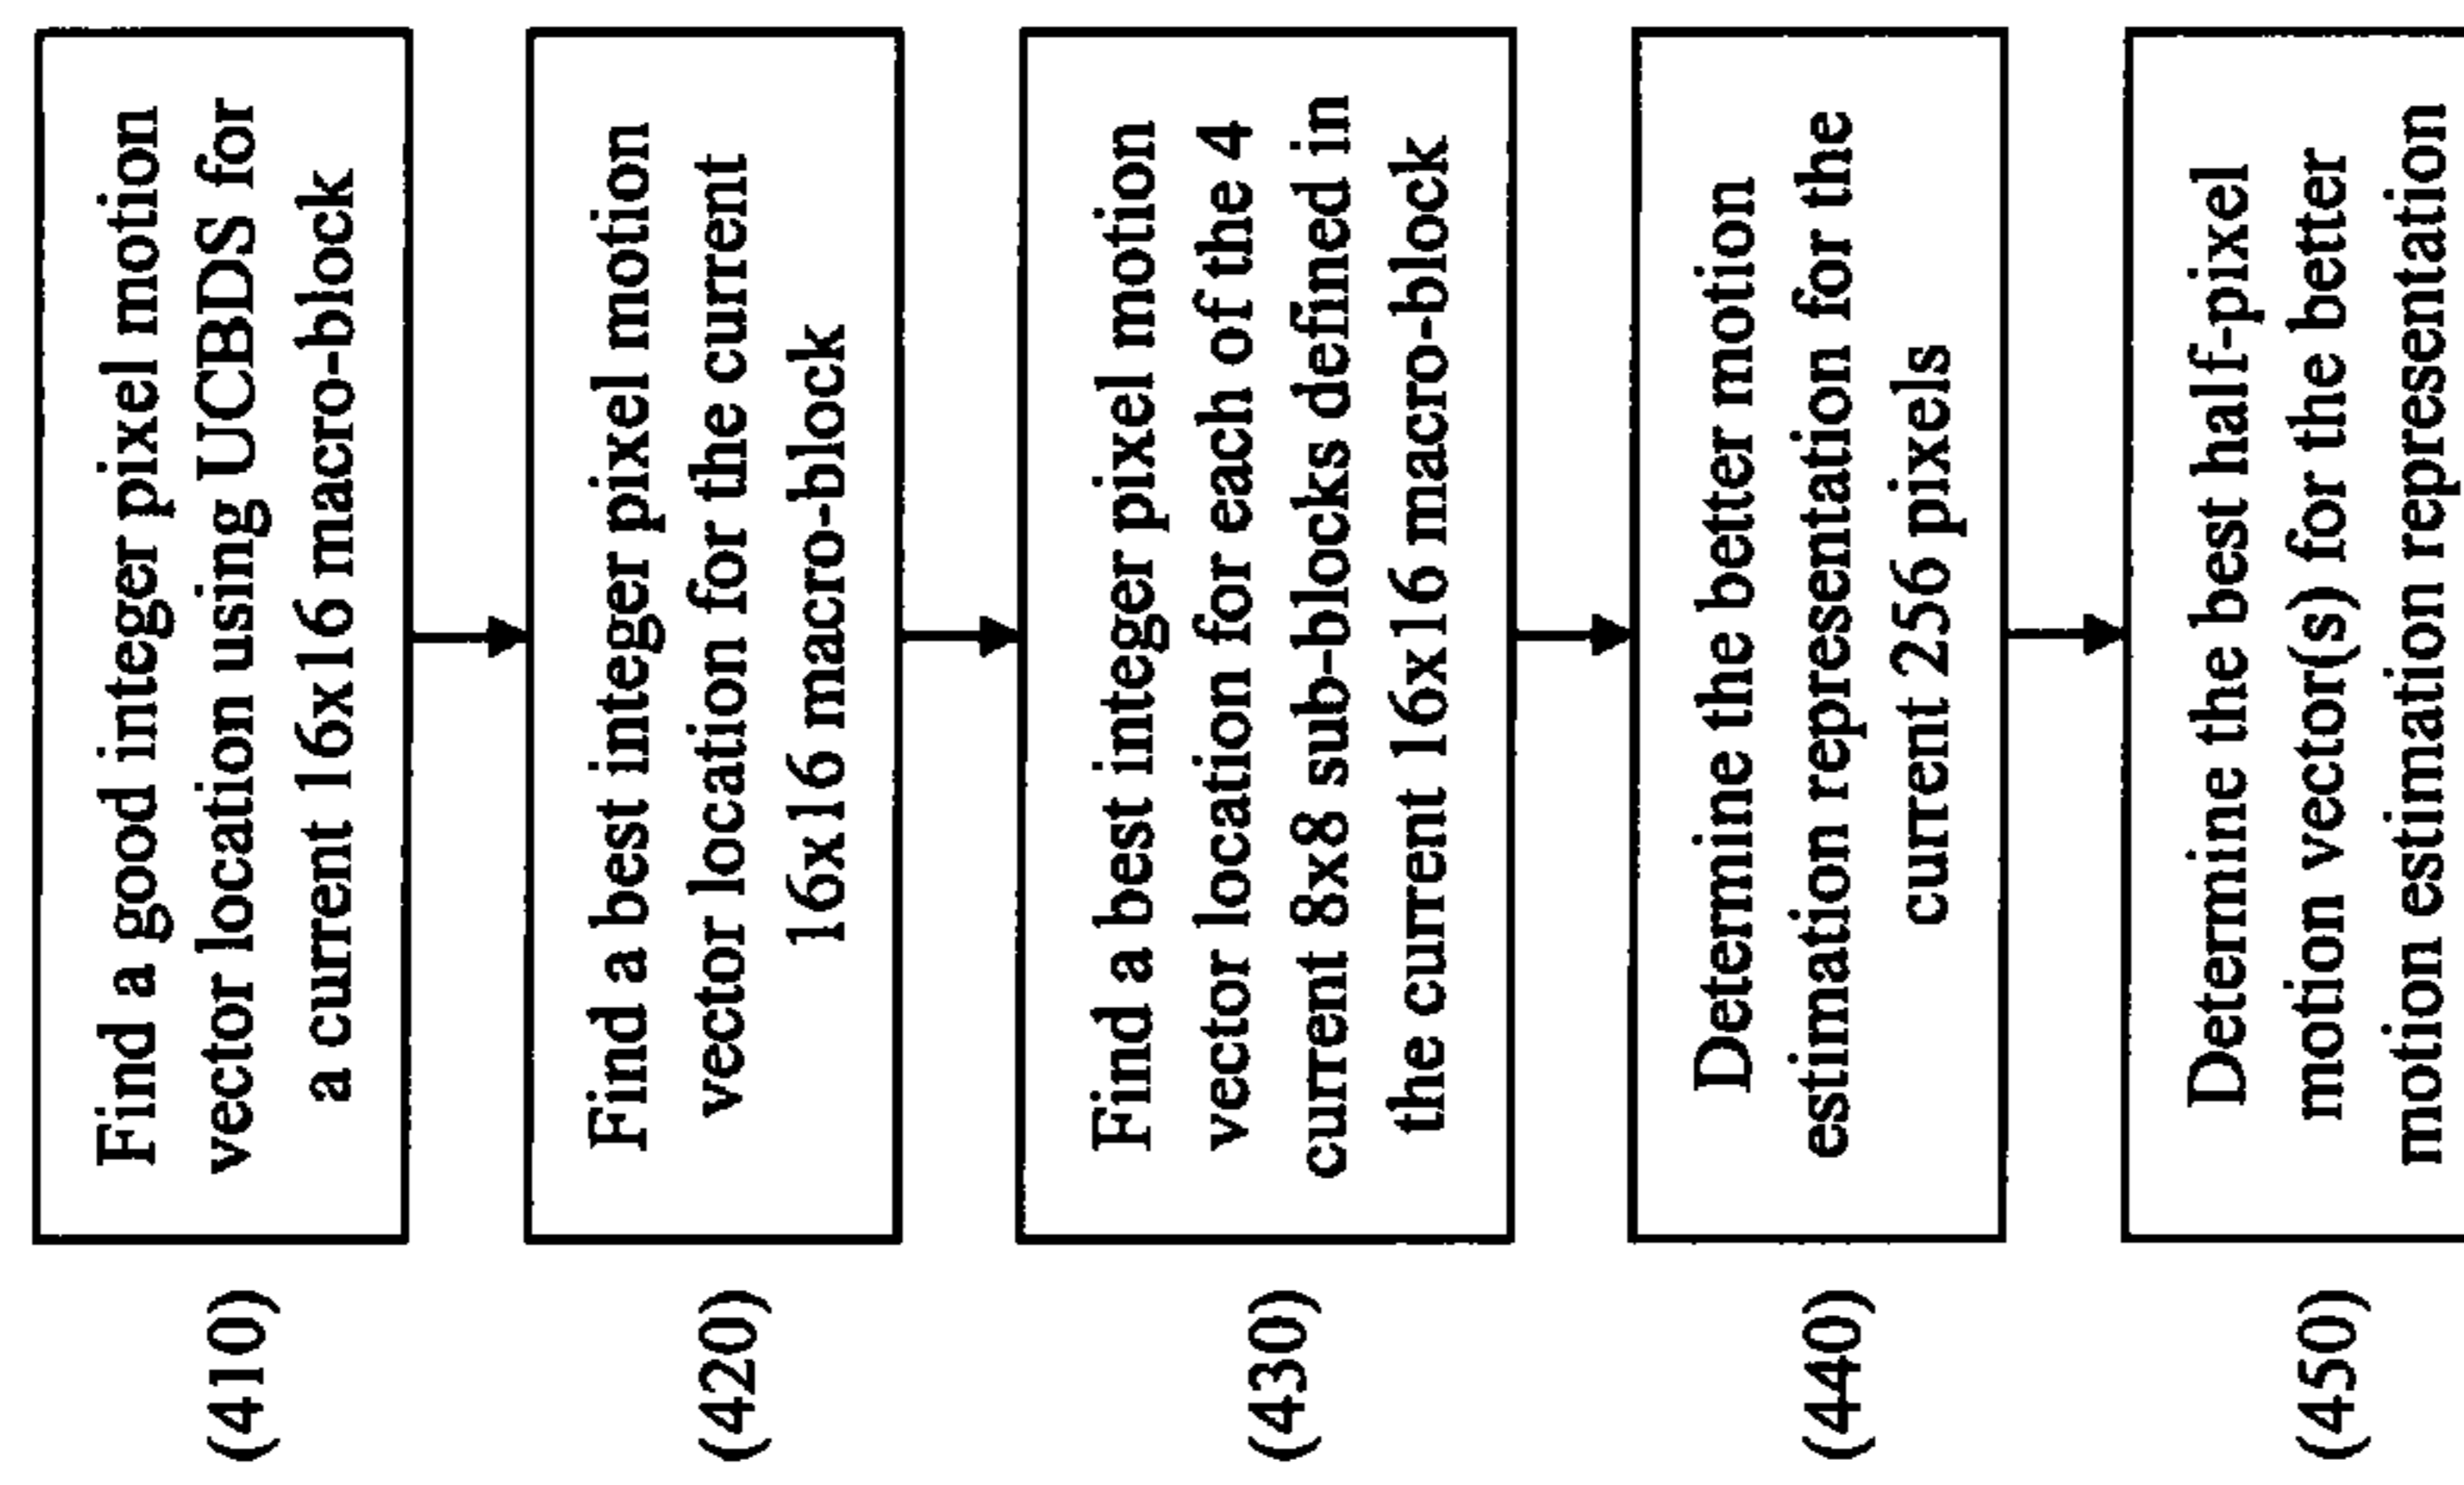 (410)
Find a good integer pixel motion
vector location using UCBDS for
a current 16x16 macro-block
(420)
Find a best integer pixel motion
vector location for the current
16x16 macro-block
(430)
Find a best integer pixel motion
vector location for each of the 4
current 8x8 sub-blocks defined in
the current 16x16 macro-block
(440)
Determine the better motion
estimation representation for the
current 256 pixels
(450)
Determine the best half-pixel
motion vector(s) for the better
motion estimation representation